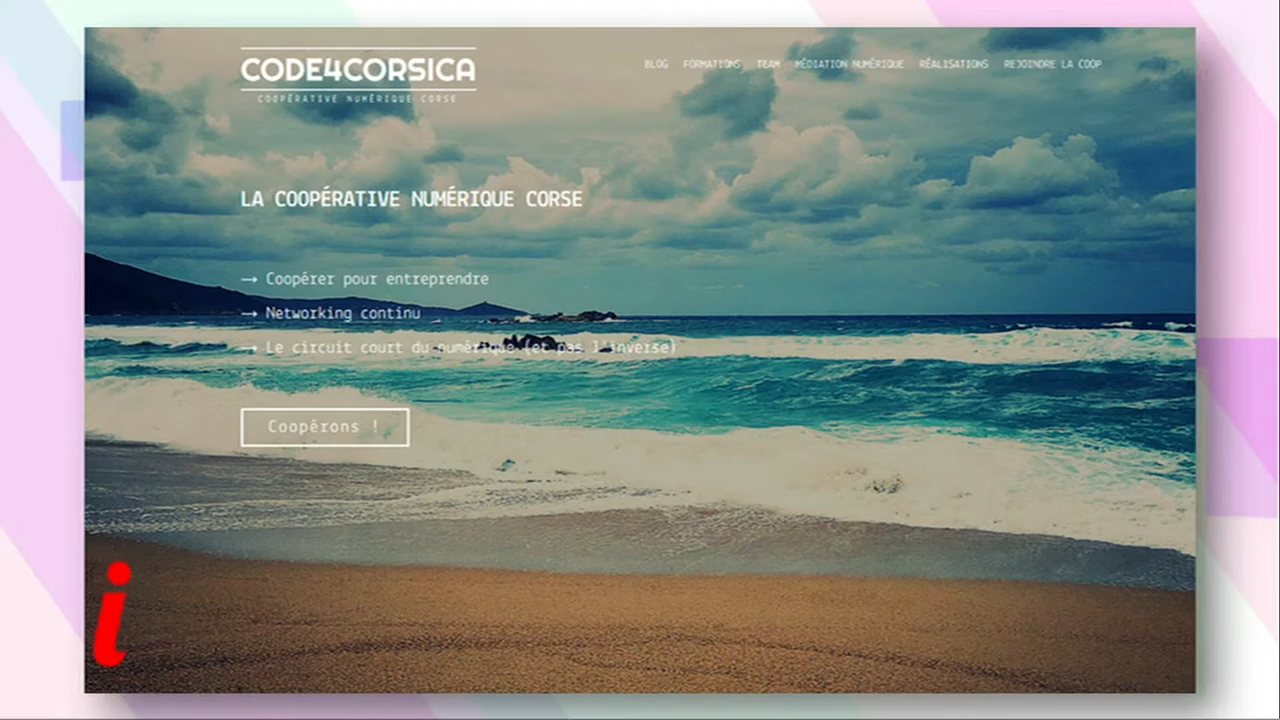 CODE4CORSICA
COOPÉRATIVE NUMÉRIQUE CORSE
BLOG FORMATIONS TEAM MÉDIATION NUMÉRIQUE RÉALISATIONS REJOINDRE LA COOP
LA COOPÉRATIVE NUMÉRIQUE CORSE
→ Coopérer pour entreprendre
→ Networking continu
→ Le circuit court du numérique (et pas l'inverse)
Coopérons !
i